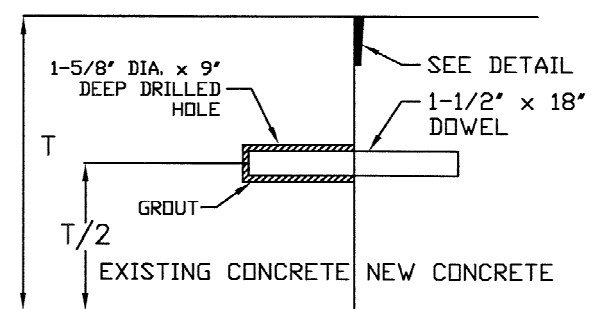 1-5/8" DIA. x 9"
DEEP DRILLED
HOLE
SEE DETAIL
1-1/2" x 18"
DOWEL
T
GROUT
T/2
EXISTING CONCRETE
NEW CONCRETE